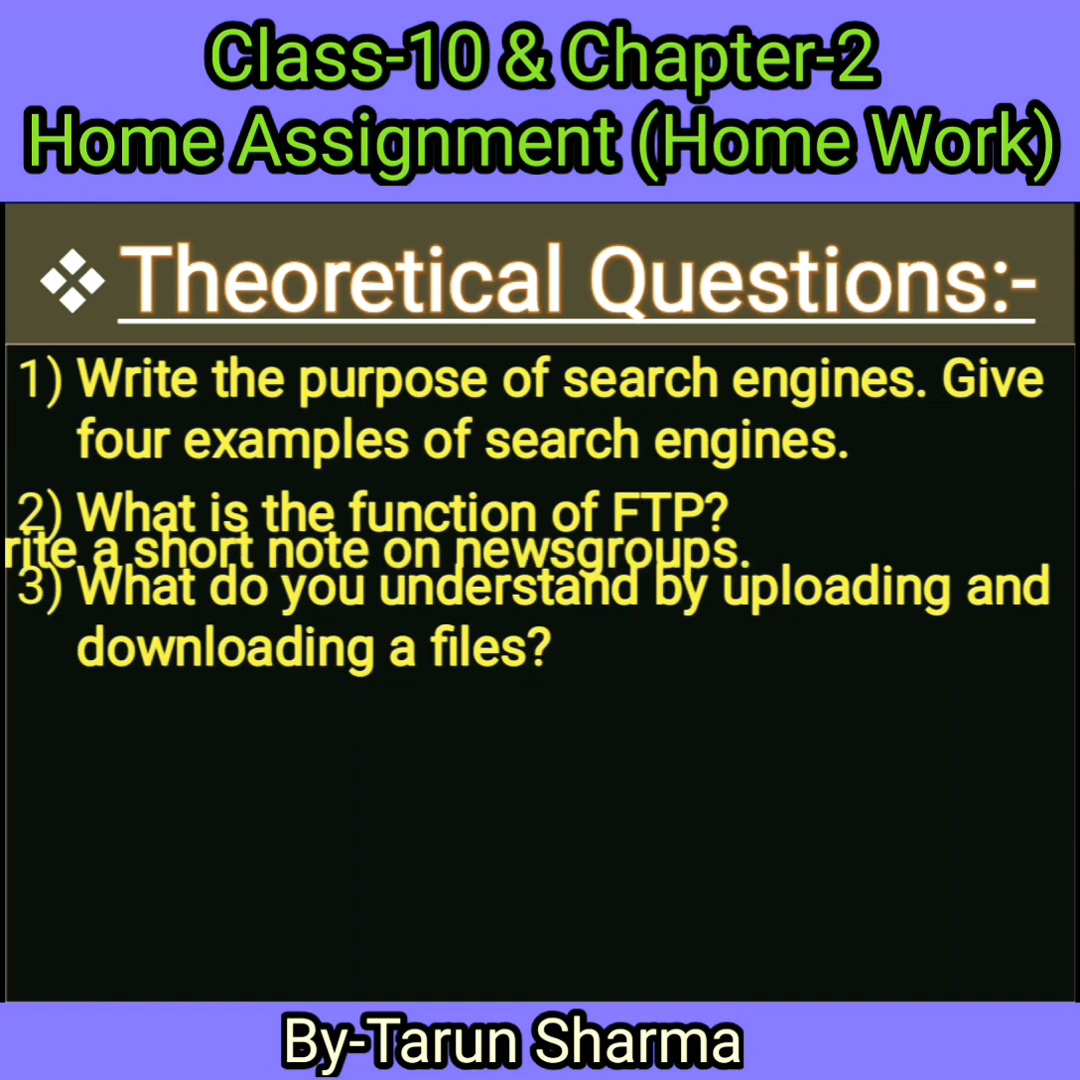 Class-10 & Chapter-2
Home Assignment (Home Work)
❖ Theoretical Questions:-
1) Write the purpose of search engines. Give
four examples of search engines.
2) What is the function of FTP?
rite a short note on newsgroups.
3) What do you understand by uploading and
downloading a files?
By-Tarun Sharma